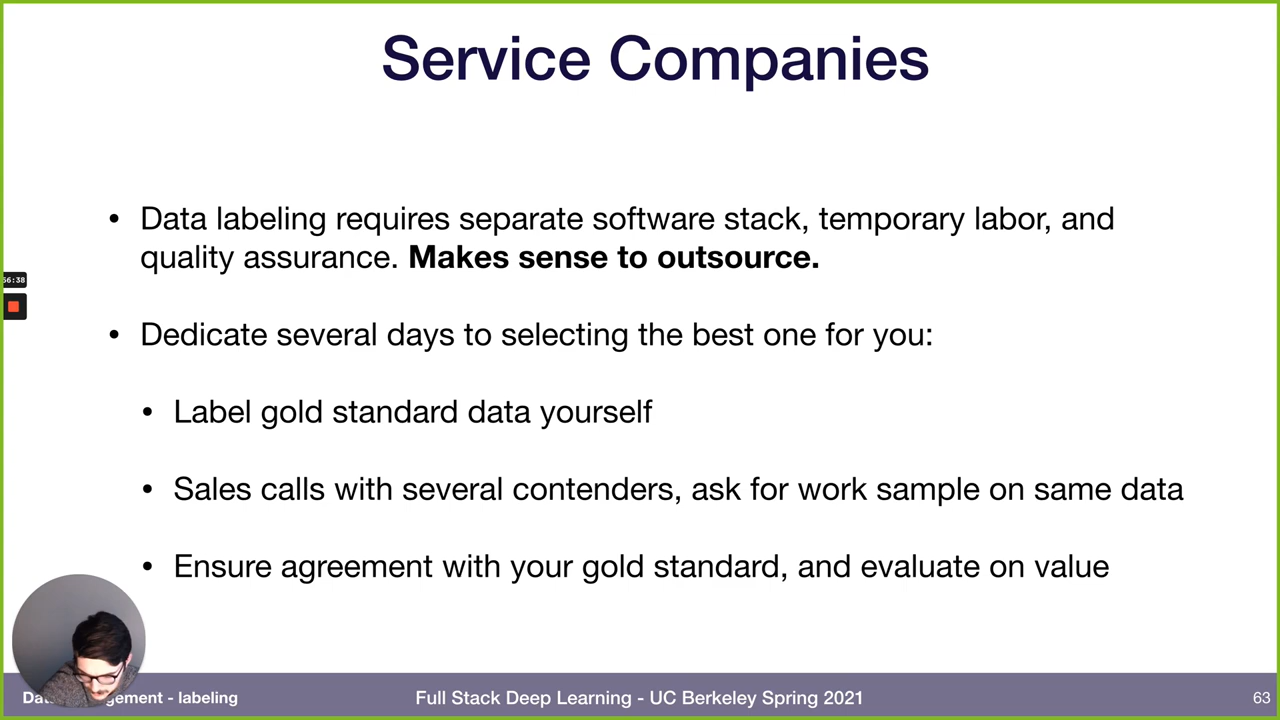 Service Companies
• Data labeling requires separate software stack, temporary labor, and
quality assurance. Makes sense to outsource.
56:38
• Dedicate several days to selecting the best one for you:
• Label gold standard data yourself
• Sales calls with several contenders, ask for work sample on same data
• Ensure agreement with your gold standard, and evaluate on value
- labeling
Full Stack Deep Learning - UC Berkeley Spring 2021
63